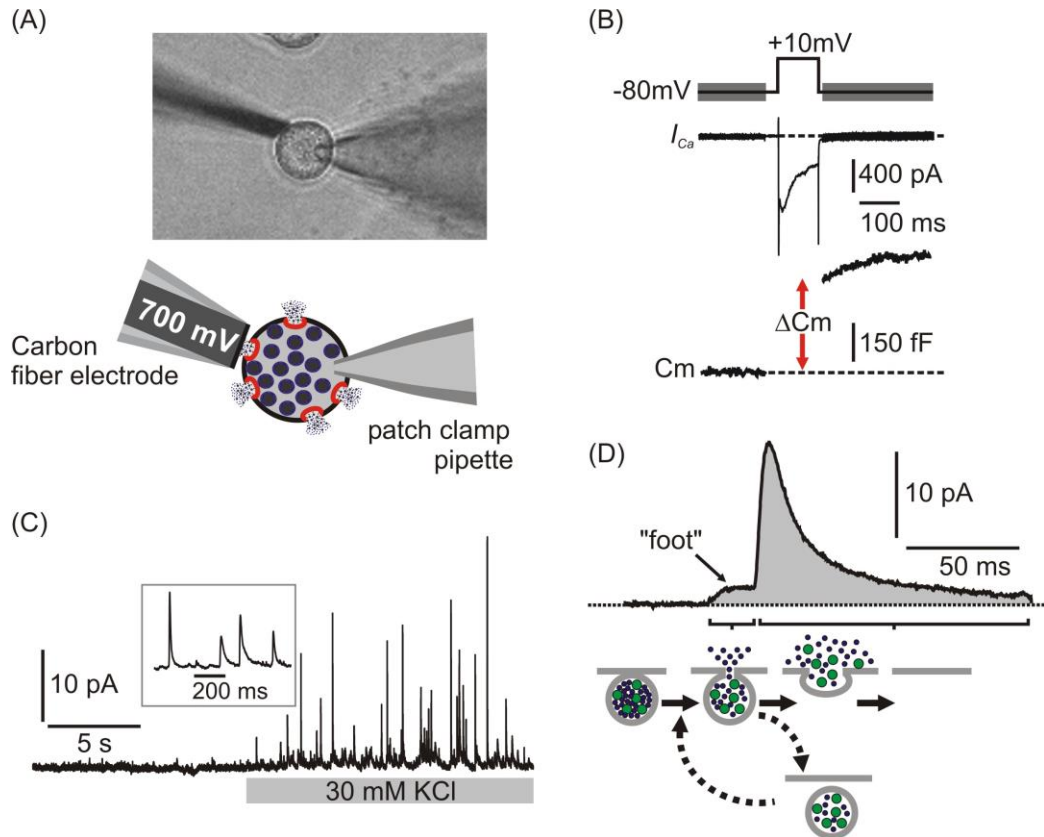 (A)
700 mV
Carbon
fiber electrode
patch clamp
pipette
(B)
+10mV
-80mV
I_Ca
400 pA
100 ms
ΔCm
150 fF
Cm
(C)
10 pA
5 s
200 ms
30 mM KCl
(D)
"foot"
10 pA
50 ms